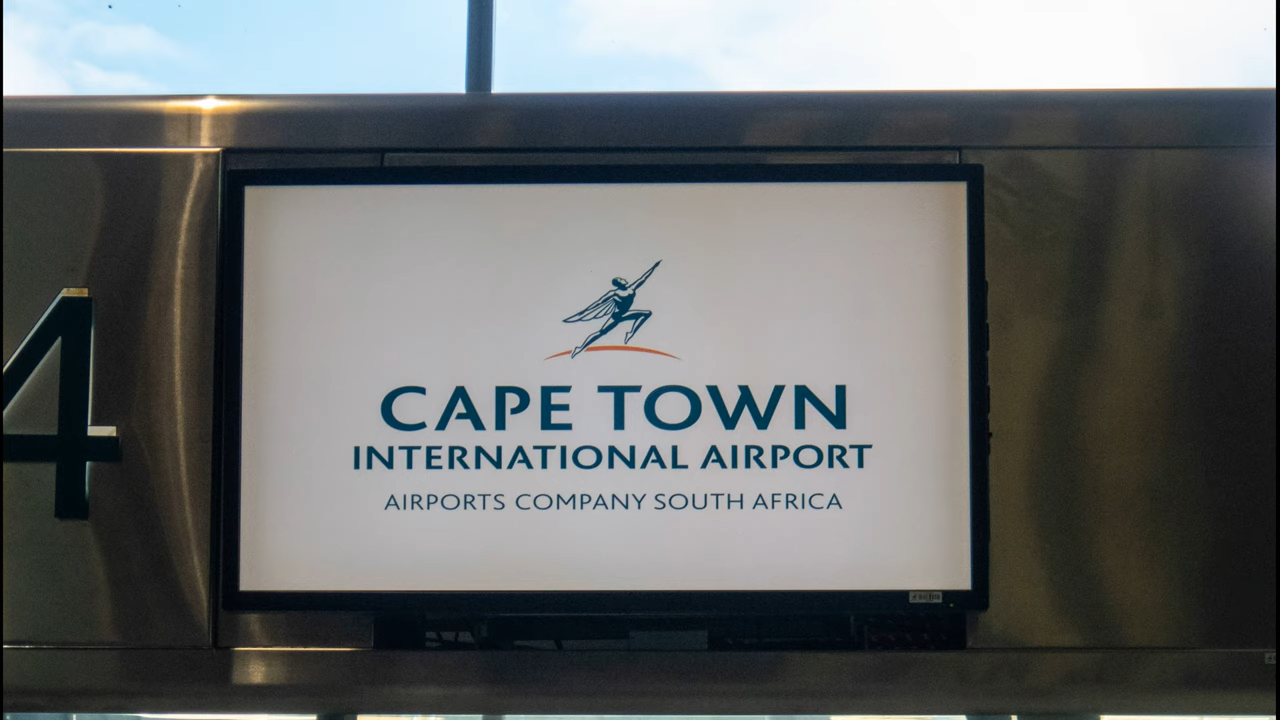 4
CAPE TOWN
INTERNATIONAL AIRPORT
AIRPORTS COMPANY SOUTH AFRICA